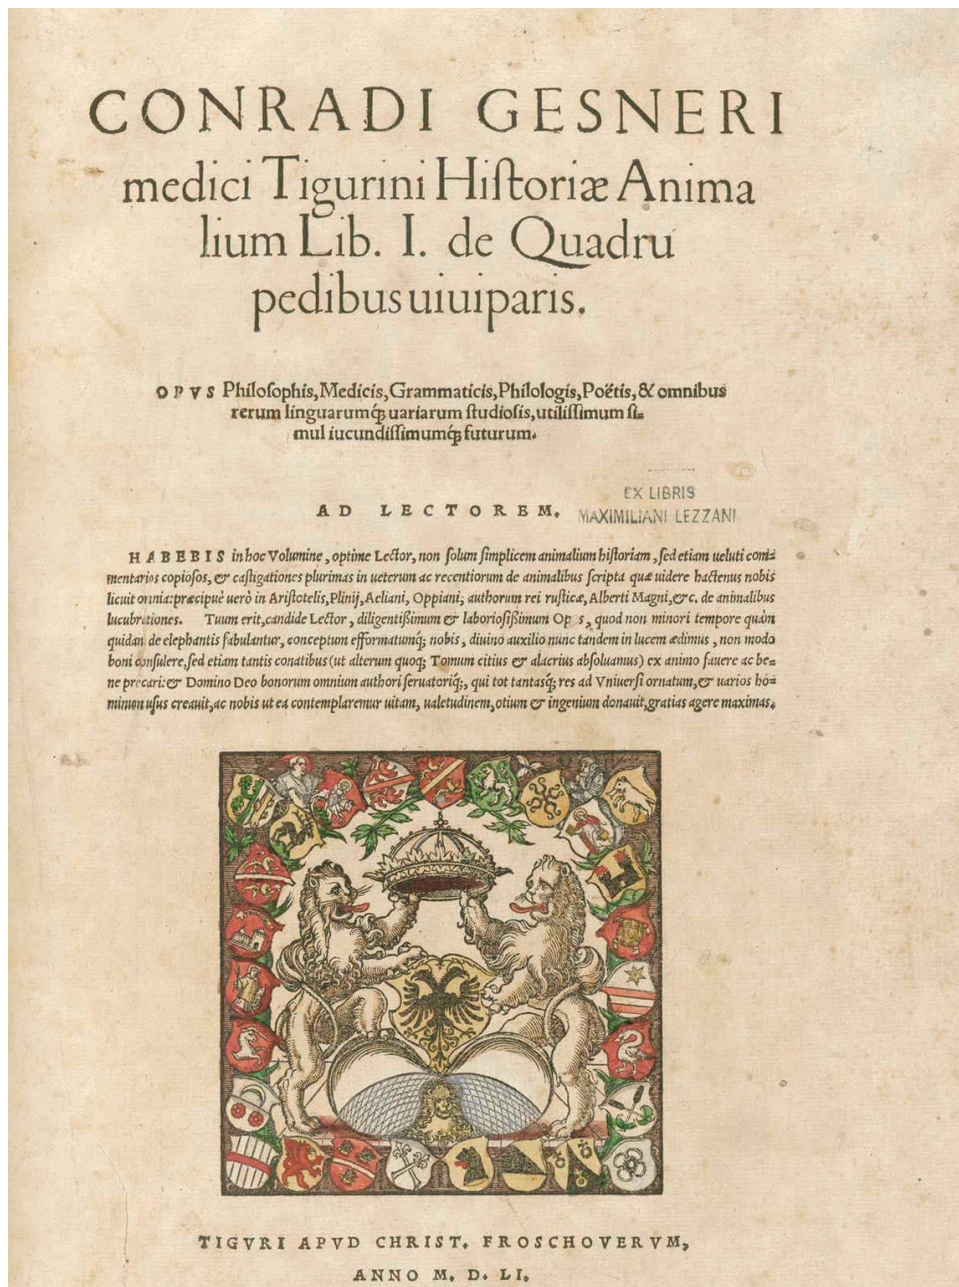 CONRADI GESNERI
medici Tigurini Hiſtoriæ Anima
lium Lib. I. de Quadru
pedibus uiuiparis.
OPVS Philoſophis, Medicis, Grammaticis, Philologis, Poëtis, & omnibus
rerum linguarumq́; uariarum ſtudioſis, utiliſſimum ſi⸗
mul iucundiſſimumq́; futurum.
EX LIBRIS
AD LECTOREM.
MAXIMILIANI LEZZANI
HABEBIS in hoc Volumine, optime Lector, non ſolum ſimplicem animalium hiſtoriam, ſed etiam ueluti com⸗
mentarios copioſos, & caſtigationes plurimas in ueterum ac recentiorum de animalibus ſcripta quæ uidere hactenus nobis
licuit omnia: præcipuè uerò in Ariſtotelis, Plinij, Aeliani, Oppiani, authorum rei ruſticæ, Alberti Magni, &c. de animalibus
lucubrationes. Tuum erit, candide Lector, diligentißimum & laborioſißimum Op s, quod non minori tempore quàm
quidan de elephantis fabulantur, conceptum efformatumq́; nobis, diuino auxilio nunc tandem in lucem ædimus, non modo
boni conſulere, ſed etiam tantis conatibus (ut alterum quoq; Tomum citius & alacrius abſoluamus) ex animo fauere ac be⸗
ne precari: & Domino Deo bonorum omnium authori ſeruatoriq́;, qui tot tantasq́; res ad Vniuerſi ornatum, & uarios ho⸗
minum uſus creauit, ac nobis ut ea contemplaremur uitam, ualetudinem, otium & ingenium donauit, gratias agere maximas.
TIGVRI APVD CHRIST. FROSCHOVERVM,
ANNO M. D. LI.